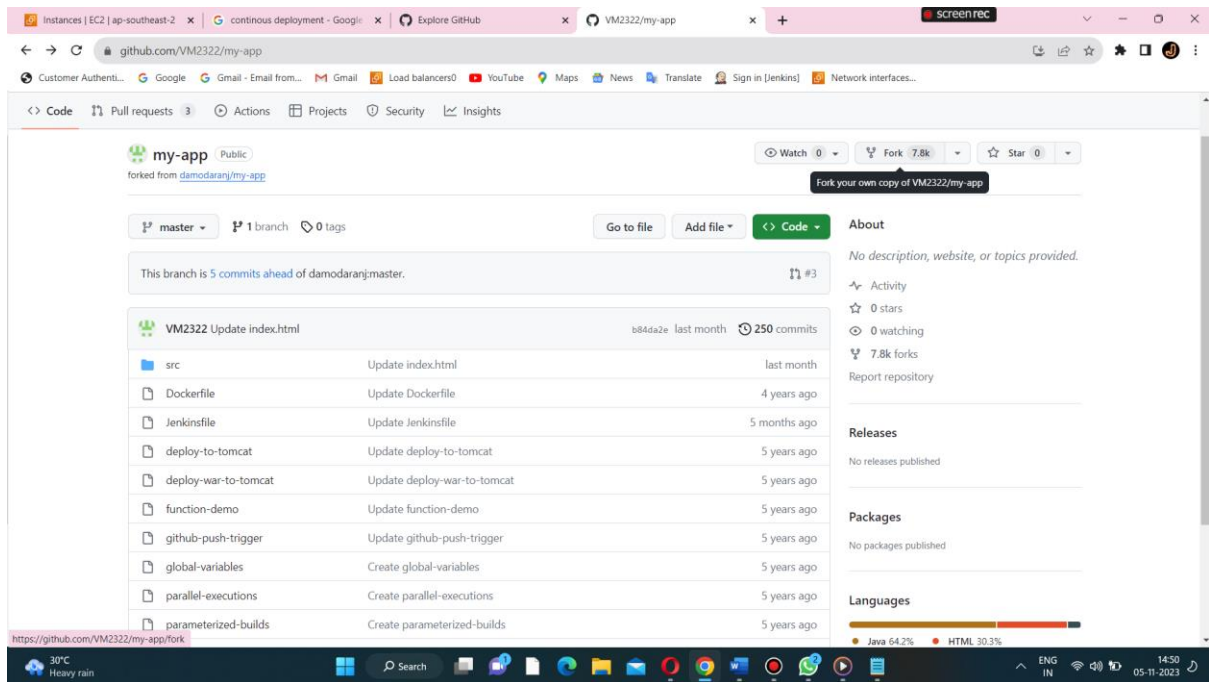 Instances | EC2 | ap-southeast-2
continous deployment - Google
Explore GitHub
VM2322/my-app
screenrec
github.com/VM2322/my-app
Customer Authenti...
Google
Gmail - Email from...
Gmail
Load balancers0
YouTube
Maps
News
Translate
Sign in [Jenkins]
Network interfaces...
<> Code
Pull requests 3
Actions
Projects
Security
Insights
my-app Public
Watch 0
Fork 7.8k
Star 0
forked from damodaranj/my-app
Fork your own copy of VM2322/my-app
master
1 branch
0 tags
Go to file
Add file
<> Code
About
No description, website, or topics provided.
This branch is 5 commits ahead of damodaranj:master.
#3
Activity
0 stars
0 watching
7.8k forks
Report repository
VM2322 Update index.html
b84da2e last month
250 commits
src Update index.html last month
Dockerfile Update Dockerfile 4 years ago
Jenkinsfile Update Jenkinsfile 5 months ago
deploy-to-tomcat Update deploy-to-tomcat 5 years ago
deploy-war-to-tomcat Update deploy-war-to-tomcat 5 years ago
function-demo Update function-demo 5 years ago
github-push-trigger Update github-push-trigger 5 years ago
global-variables Create global-variables 5 years ago
parallel-executions Create parallel-executions 5 years ago
parameterized-builds Create parameterized-builds 5 years ago
Releases
No releases published
Packages
No packages published
Languages
Java 64.2%
HTML 30.3%
https://github.com/VM2322/my-app/fork
30°C
Heavy rain
Search
ENG
IN
14:50
05-11-2023